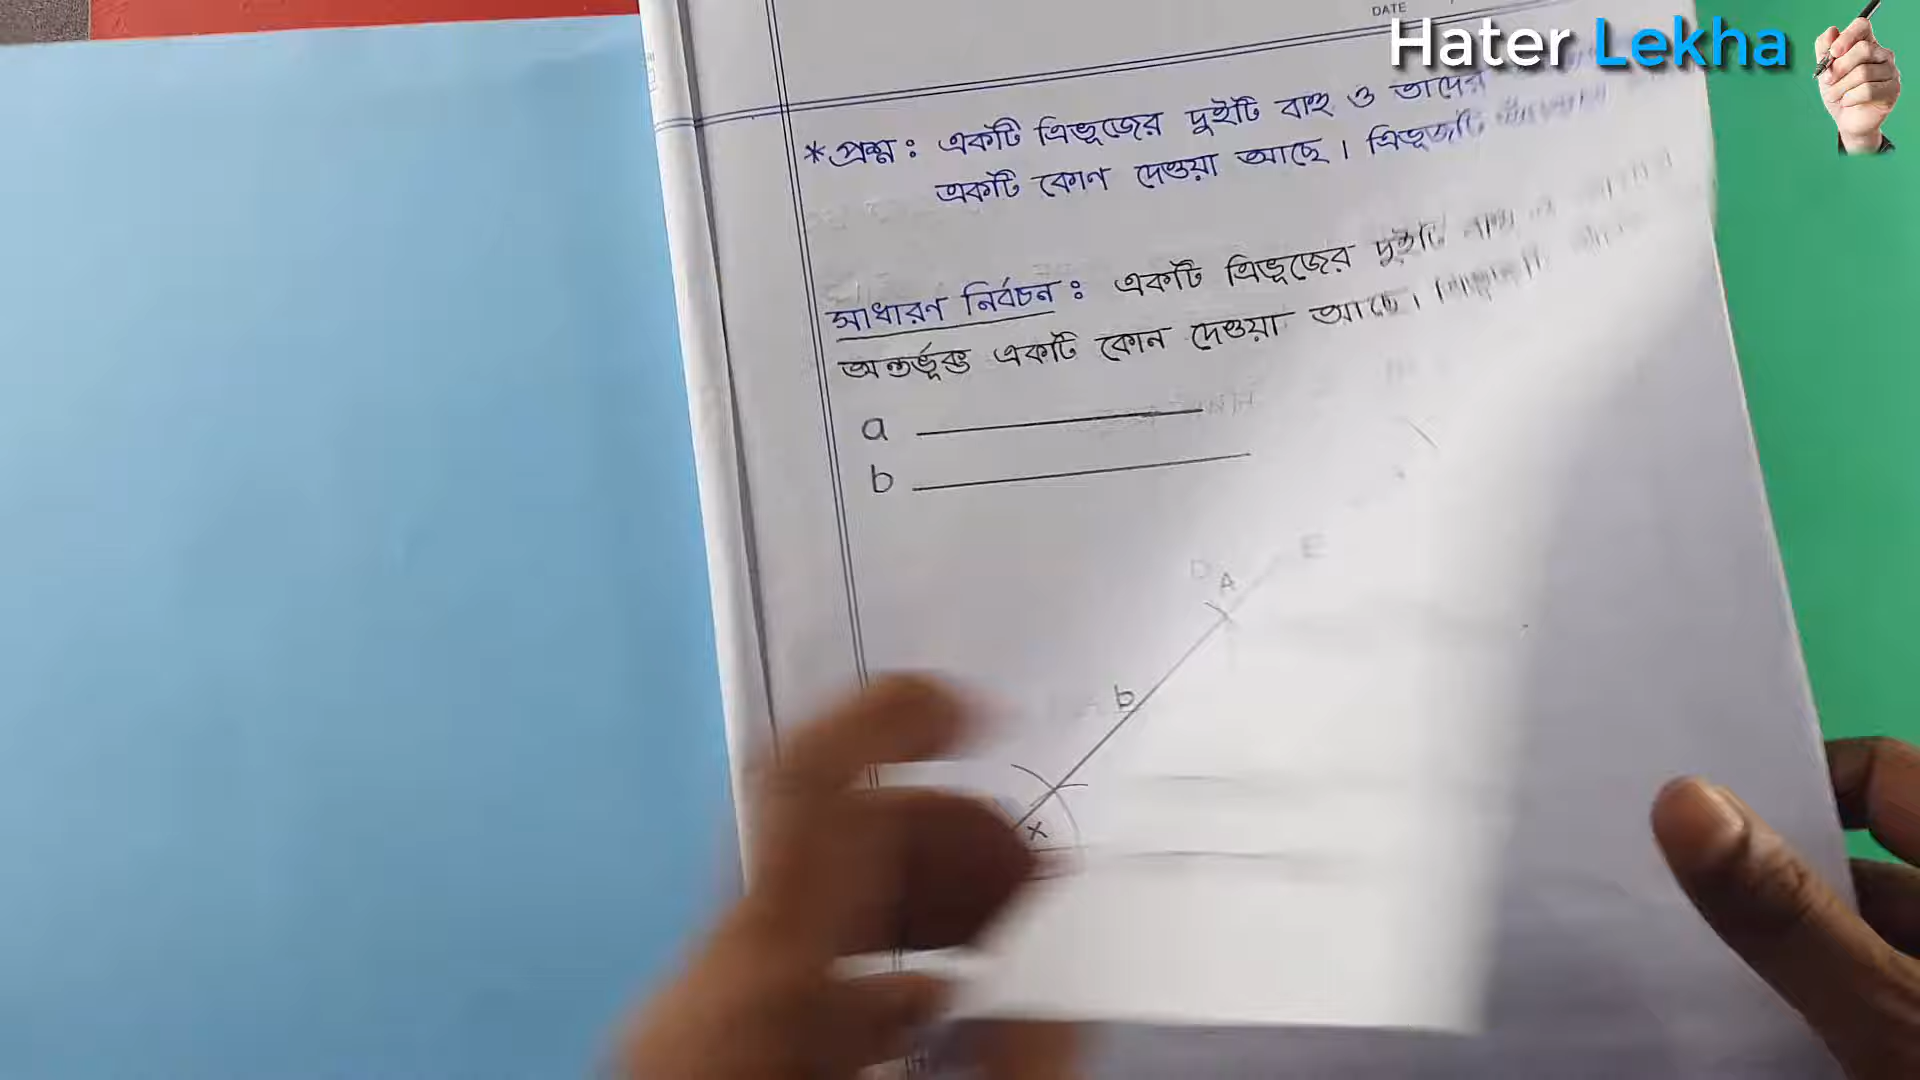 DATE
Hater Lekha
*প্রশ্ন : একটি ত্রিভূজের দুইটি বাহু ও তাদের
একটি কোণ দেওয়া আছে। ত্রিভূজটি
সাধারণ নির্বচন : একটি ত্রিভূজের দুইটি বাহু
অন্তর্ভূক্ত একটি কোন দেওয়া আছে।
a
b
D
A
E
b
x